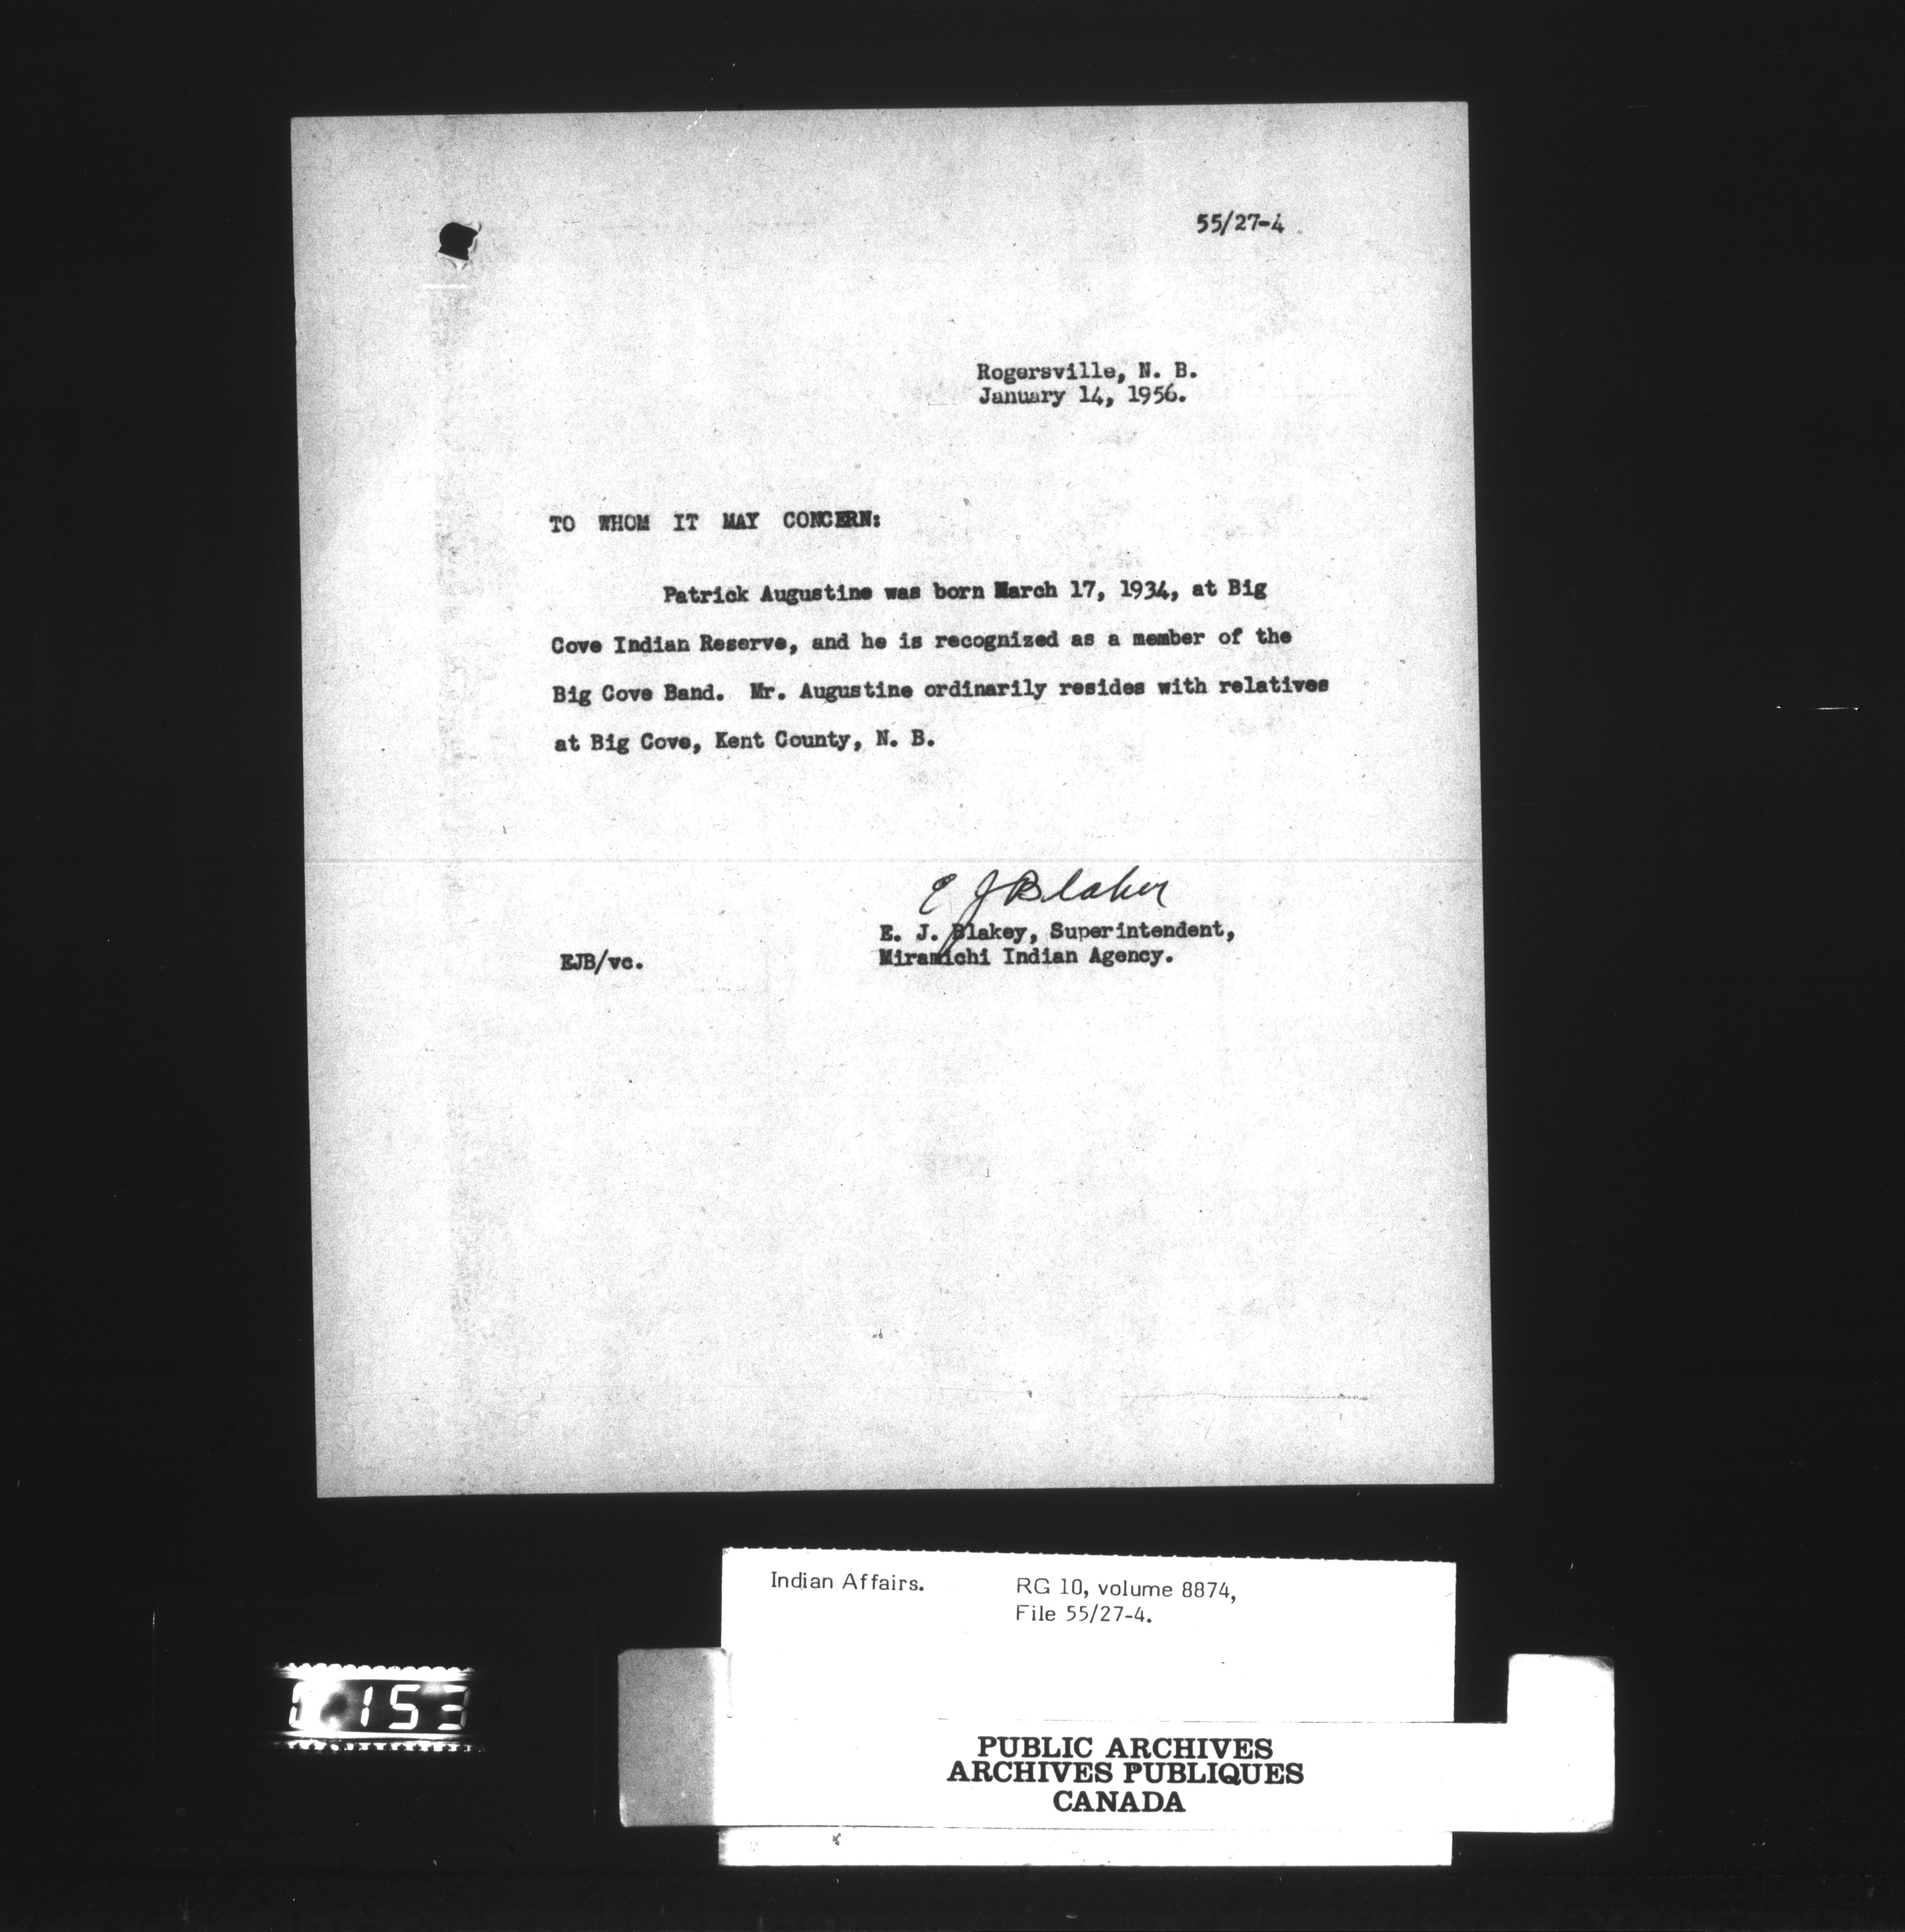 55/27-4
Rogersville, N. B.
January 14, 1956.
TO WHOM IT MAY CONCERN:
Patrick Augustine was born March 17, 1934, at Big
Cove Indian Reserve, and he is recognized as a member of the
Big Cove Band. Mr. Augustine ordinarily resides with relatives
at Big Cove, Kent County, N. B.
E J Blakey
E. J. Blakey, Superintendent,
Miramichi Indian Agency.
EJB/vc.
Indian Affairs.
RG 10, volume 8874,
File 55/27-4.
153
PUBLIC ARCHIVES
ARCHIVES PUBLIQUES
CANADA